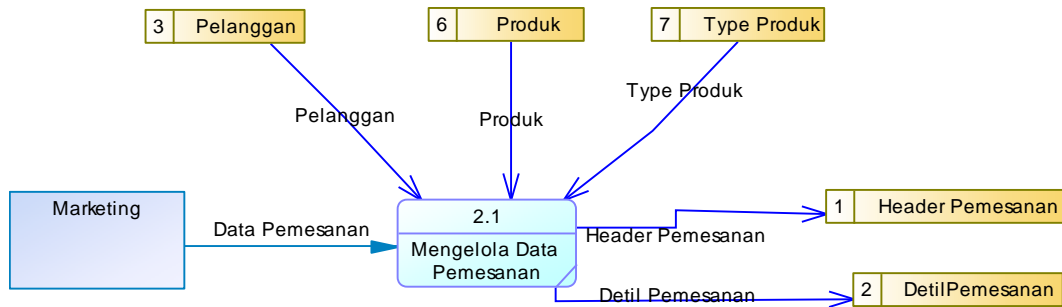 3 Pelanggan
6 Produk
7 Type Produk
Pelanggan
Produk
Type Produk
Marketing
Data Pemesanan
2.1
Mengelola Data
Pemesanan
Header Pemesanan
1 Header Pemesanan
Detil Pemesanan
2 DetilPemesanan